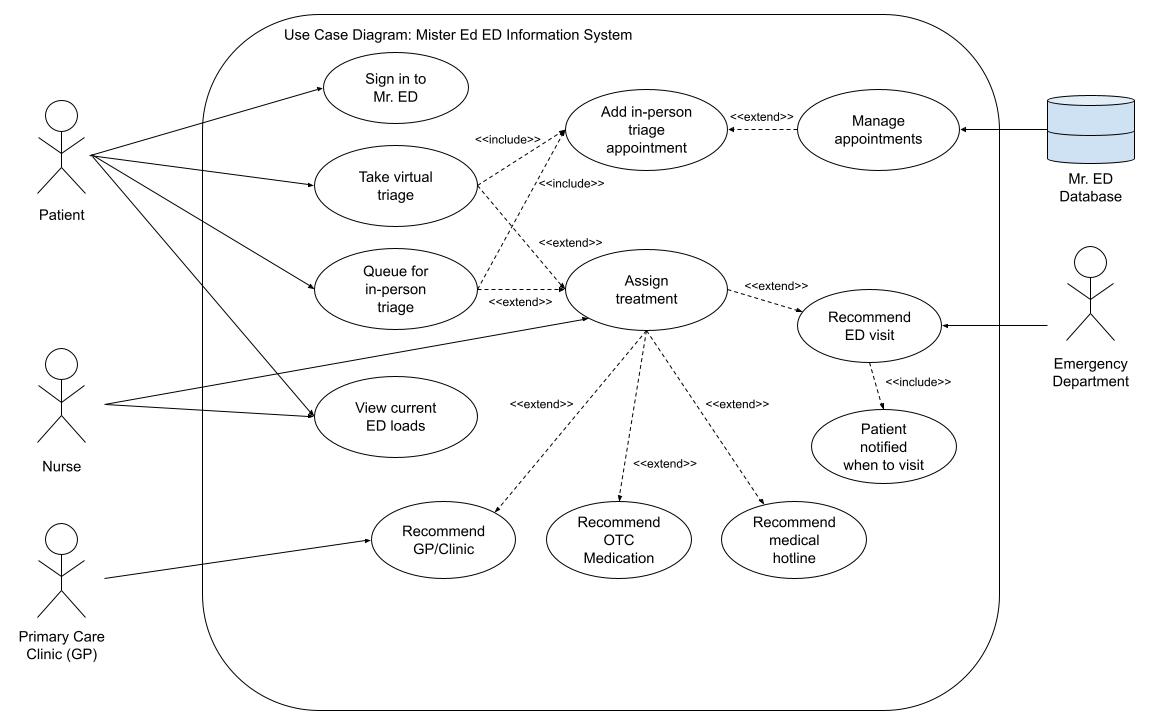 Use Case Diagram: Mister Ed ED Information System
Sign in to
Mr. ED
Add in-person
triage
appointment
<<extend>>
Manage
appointments
Mr. ED
Database
<<include>>
Patient
Take virtual
triage
<<include>>
<<extend>>
Queue for
in-person
triage
<<extend>>
Assign
treatment
<<extend>>
Recommend
ED visit
Emergency
Department
<<include>>
Nurse
View current
ED loads
<<extend>>
<<extend>>
Patient
notified
when to visit
<<extend>>
Recommend
GP/Clinic
Recommend
OTC
Medication
Recommend
medical
hotline
Primary Care
Clinic (GP)